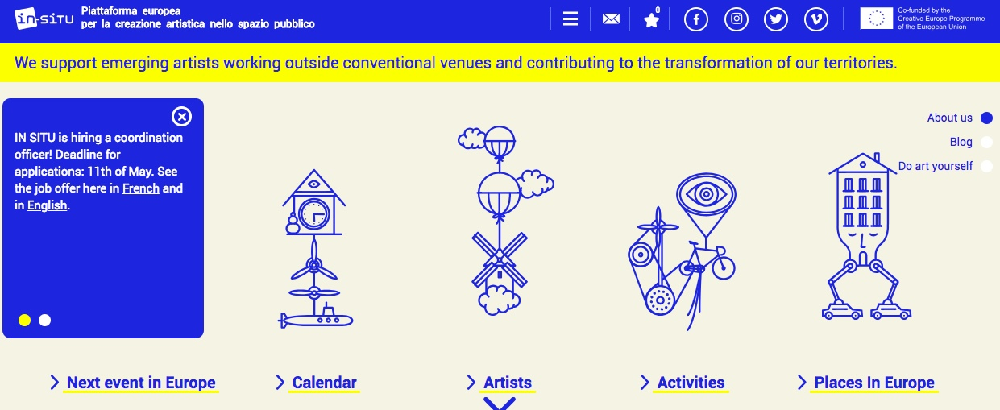 in-situ
Piattaforma europea
per la creazione artistica nello spazio pubblico
0
Co-funded by the
Creative Europe Programme
of the European Union
We support emerging artists working outside conventional venues and contributing to the transformation of our territories.
IN SITU is hiring a coordination
officer! Deadline for
applications: 11th of May. See
the job offer here in French and
in English.
About us
Blog
Do art yourself
Next event in Europe
Calendar
Artists
Activities
Places In Europe